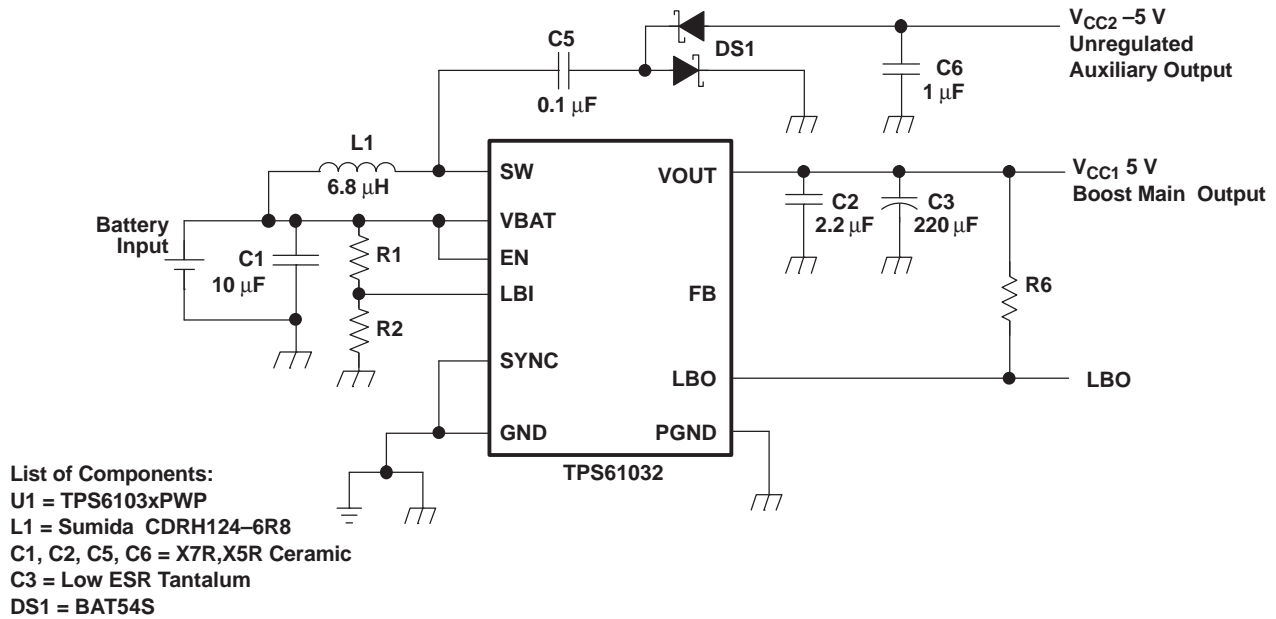 V_CC2 –5 V
Unregulated
Auxiliary Output
C5
0.1 μF
DS1
C6
1 μF
L1
6.8 μH
SW
VOUT
V_CC1 5 V
Boost Main Output
C2
2.2 μF
C3
220 μF
Battery
Input
VBAT
C1
10 μF
R1
EN
R6
LBI
FB
R2
SYNC
LBO
LBO
GND
PGND
TPS61032
List of Components:
U1 = TPS6103xPWP
L1 = Sumida CDRH124–6R8
C1, C2, C5, C6 = X7R,X5R Ceramic
C3 = Low ESR Tantalum
DS1 = BAT54S